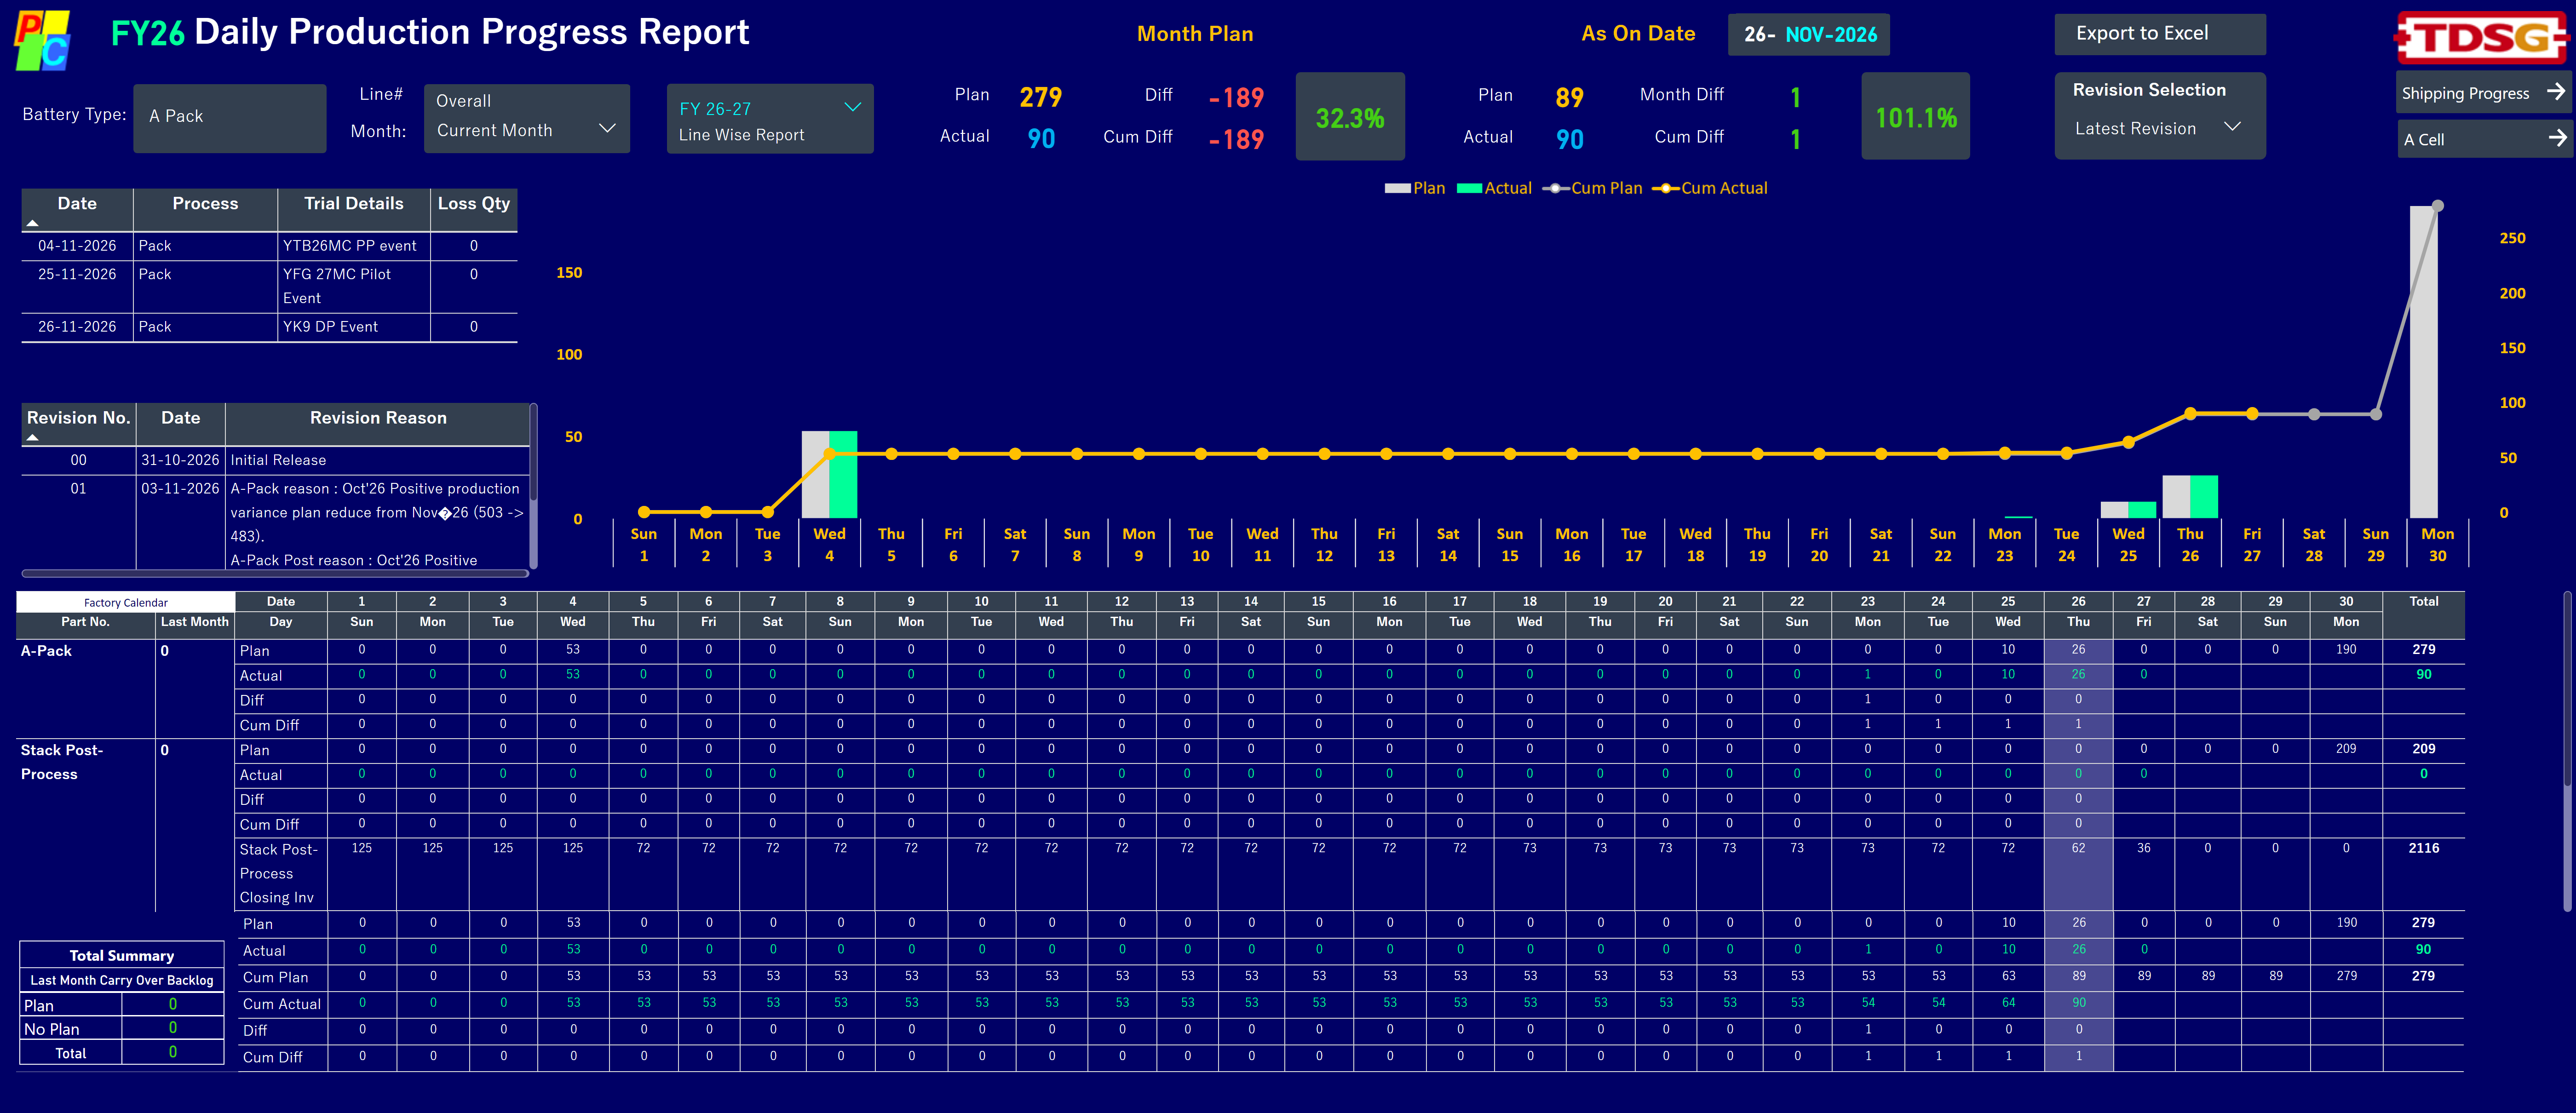 PC
FY26 Daily Production Progress Report
Month Plan
As On Date
26- NOV-2026
Export to Excel
TDSG
Battery Type:
A Pack
Line#
Month:
Overall
Current Month
FY 26-27
Line Wise Report
Plan 279 Diff -189
Actual 90 Cum Diff -189
32.3%
Plan 89 Month Diff 1
Actual 90 Cum Diff 1
101.1%
Revision Selection
Latest Revision
Shipping Progress
A Cell
Date Process Trial Details Loss Qty
04-11-2026 Pack YTB26MC PP event 0
25-11-2026 Pack YFG 27MC Pilot 0
Event
26-11-2026 Pack YK9 DP Event 0
Revision No. Date Revision Reason
00 31-10-2026 Initial Release
01 03-11-2026 A-Pack reason : Oct'26 Positive production
variance plan reduce from Nov�26 (503 ->
483).
A-Pack Post reason : Oct'26 Positive
Plan Actual Cum Plan Cum Actual
150
100
50
0
250
200
150
100
50
0
Sun Mon Tue Wed Thu Fri Sat Sun Mon Tue Wed Thu Fri Sat Sun Mon Tue Wed Thu Fri Sat Sun Mon Tue Wed Thu Fri Sat Sun Mon
1 2 3 4 5 6 7 8 9 10 11 12 13 14 15 16 17 18 19 20 21 22 23 24 25 26 27 28 29 30
Factory Calendar Date 1 2 3 4 5 6 7 8 9 10 11 12 13 14 15 16 17 18 19 20 21 22 23 24 25 26 27 28 29 30 Total
Part No. Last Month Day Sun Mon Tue Wed Thu Fri Sat Sun Mon Tue Wed Thu Fri Sat Sun Mon Tue Wed Thu Fri Sat Sun Mon Tue Wed Thu Fri Sat Sun Mon
A-Pack 0 Plan 0 0 0 53 0 0 0 0 0 0 0 0 0 0 0 0 0 0 0 0 0 0 0 0 10 26 0 0 0 190 279
Actual 0 0 0 53 0 0 0 0 0 0 0 0 0 0 0 0 0 0 0 0 0 0 1 0 10 26 0 90
Diff 0 0 0 0 0 0 0 0 0 0 0 0 0 0 0 0 0 0 0 0 0 0 1 0 0 0
Cum Diff 0 0 0 0 0 0 0 0 0 0 0 0 0 0 0 0 0 0 0 0 0 0 1 1 1 1
Stack Post- 0 Plan 0 0 0 0 0 0 0 0 0 0 0 0 0 0 0 0 0 0 0 0 0 0 0 0 0 0 0 0 0 209 209
Process Actual 0 0 0 0 0 0 0 0 0 0 0 0 0 0 0 0 0 0 0 0 0 0 0 0 0 0 0 0
Diff 0 0 0 0 0 0 0 0 0 0 0 0 0 0 0 0 0 0 0 0 0 0 0 0 0 0
Cum Diff 0 0 0 0 0 0 0 0 0 0 0 0 0 0 0 0 0 0 0 0 0 0 0 0 0 0
Stack Post- 125 125 125 125 72 72 72 72 72 72 72 72 72 72 72 72 72 73 73 73 73 73 73 72 72 62 36 0 0 0 2116
Process
Closing Inv
Plan 0 0 0 53 0 0 0 0 0 0 0 0 0 0 0 0 0 0 0 0 0 0 0 0 10 26 0 0 0 190 279
Actual 0 0 0 53 0 0 0 0 0 0 0 0 0 0 0 0 0 0 0 0 0 0 1 0 10 26 0 90
Cum Plan 0 0 0 53 53 53 53 53 53 53 53 53 53 53 53 53 53 53 53 53 53 53 53 53 63 89 89 89 89 279 279
Cum Actual 0 0 0 53 53 53 53 53 53 53 53 53 53 53 53 53 53 53 53 53 53 53 54 54 64 90
Diff 0 0 0 0 0 0 0 0 0 0 0 0 0 0 0 0 0 0 0 0 0 0 1 0 0 0
Cum Diff 0 0 0 0 0 0 0 0 0 0 0 0 0 0 0 0 0 0 0 0 0 0 1 1 1 1
Total Summary
Last Month Carry Over Backlog
Plan 0
No Plan 0
Total 0